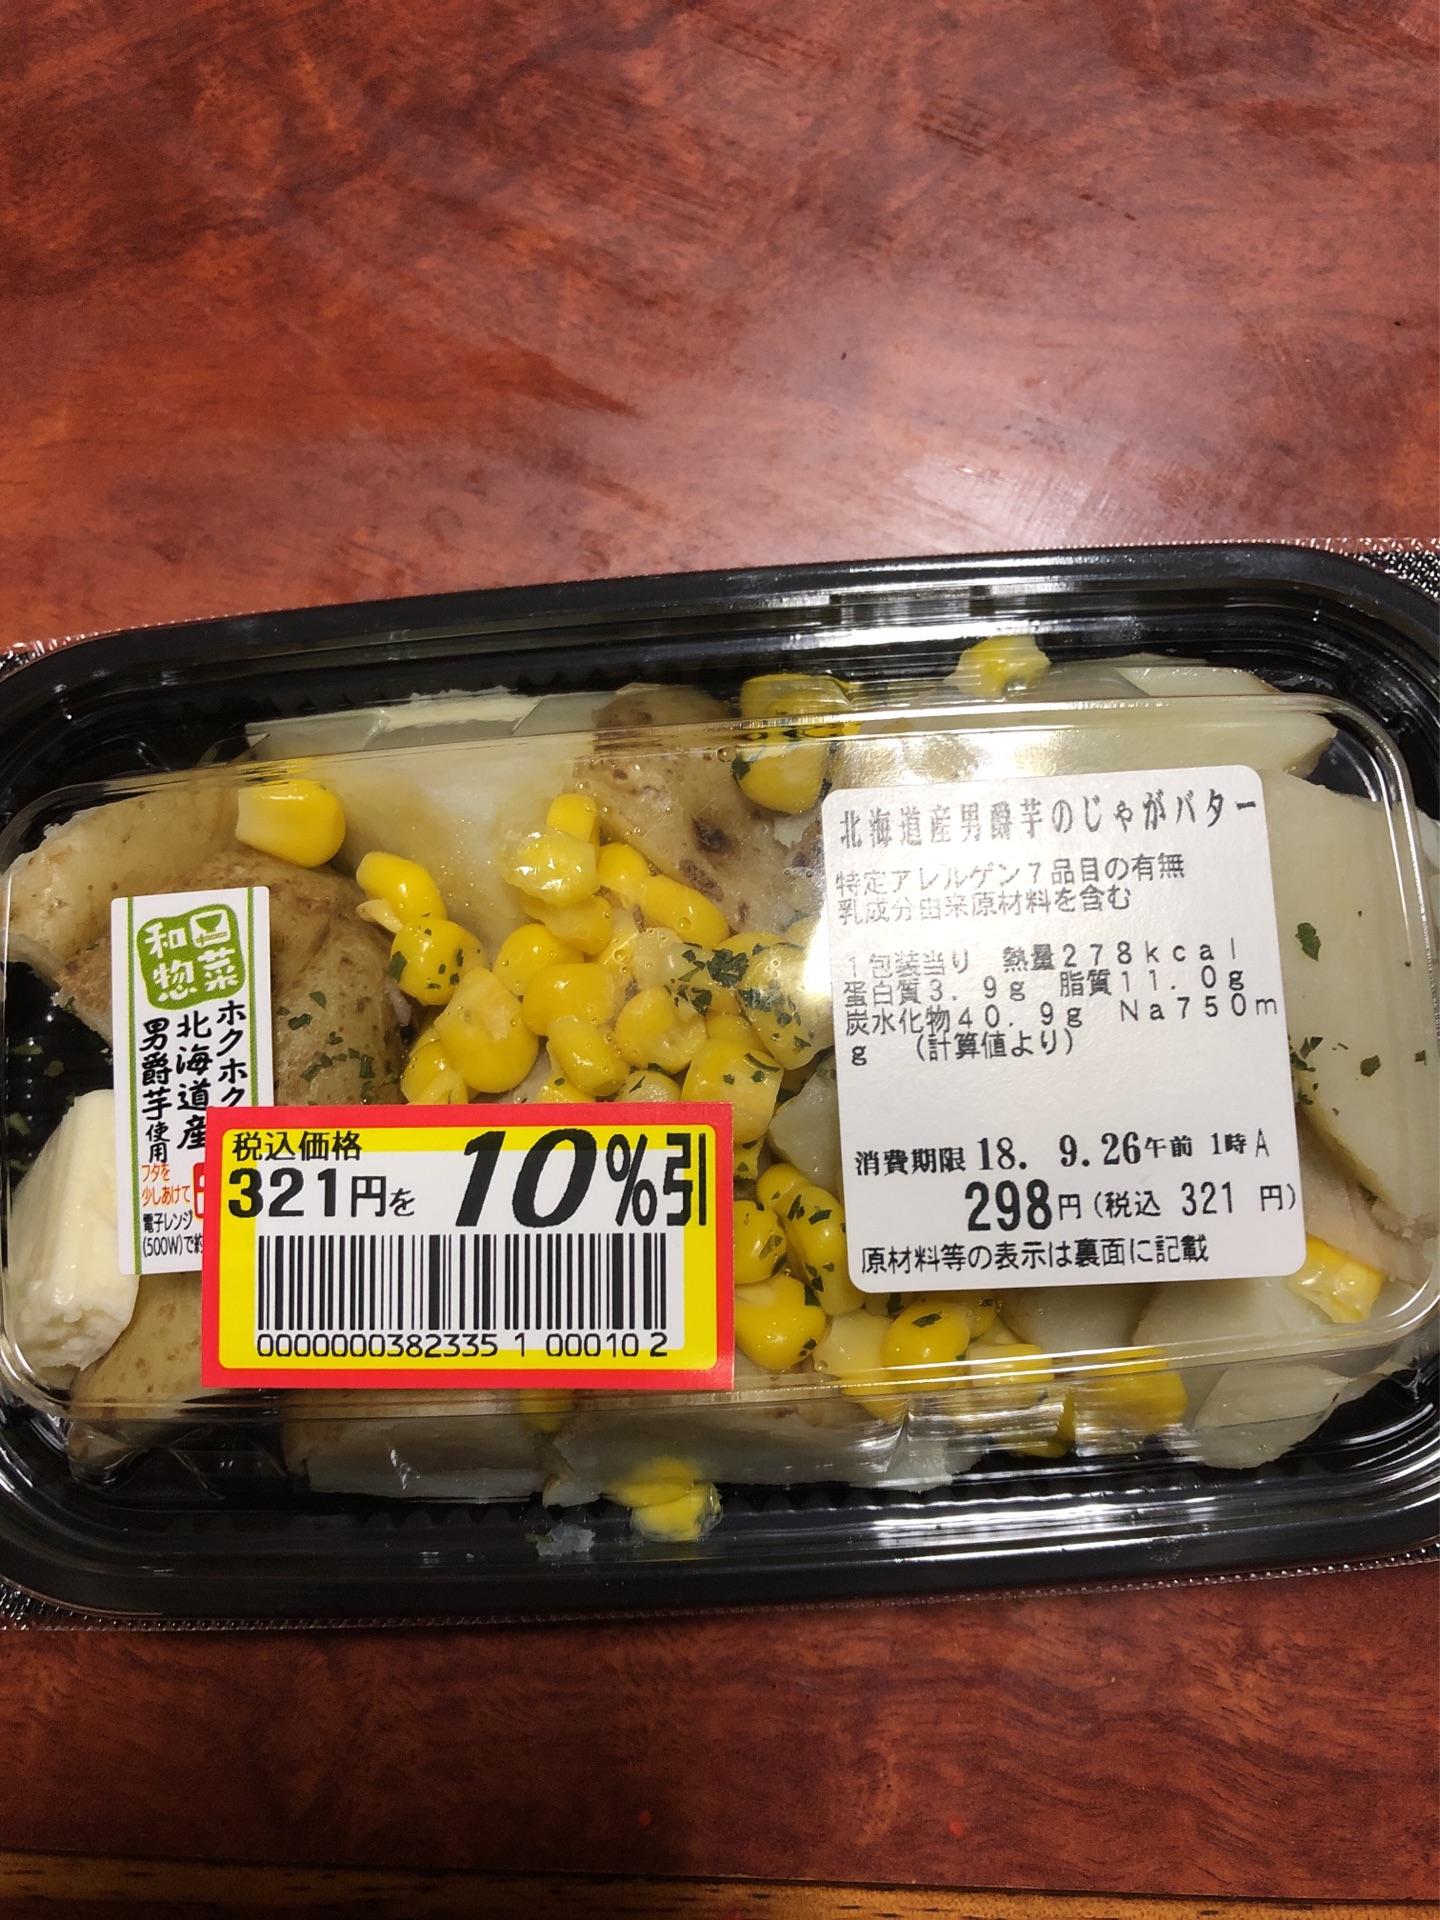 和日惣菜
ホクホク
北海道産
男爵芋使用
フタを
少しあけて
電子レンジ
(500W)で約
税込価格
321円を 10%引
0000000382335 1 00010 2
北海道産男爵芋のじゃがバター
特定アレルゲン7品目の有無
乳成分由来原材料を含む
1包装当り 熱量278kcal
蛋白質3.9g 脂質11.0g
炭水化物40.9g Na750m
g (計算値より)
消費期限 18. 9.26午前 1時A
298円(税込 321 円)
原材料等の表示は裏面に記載